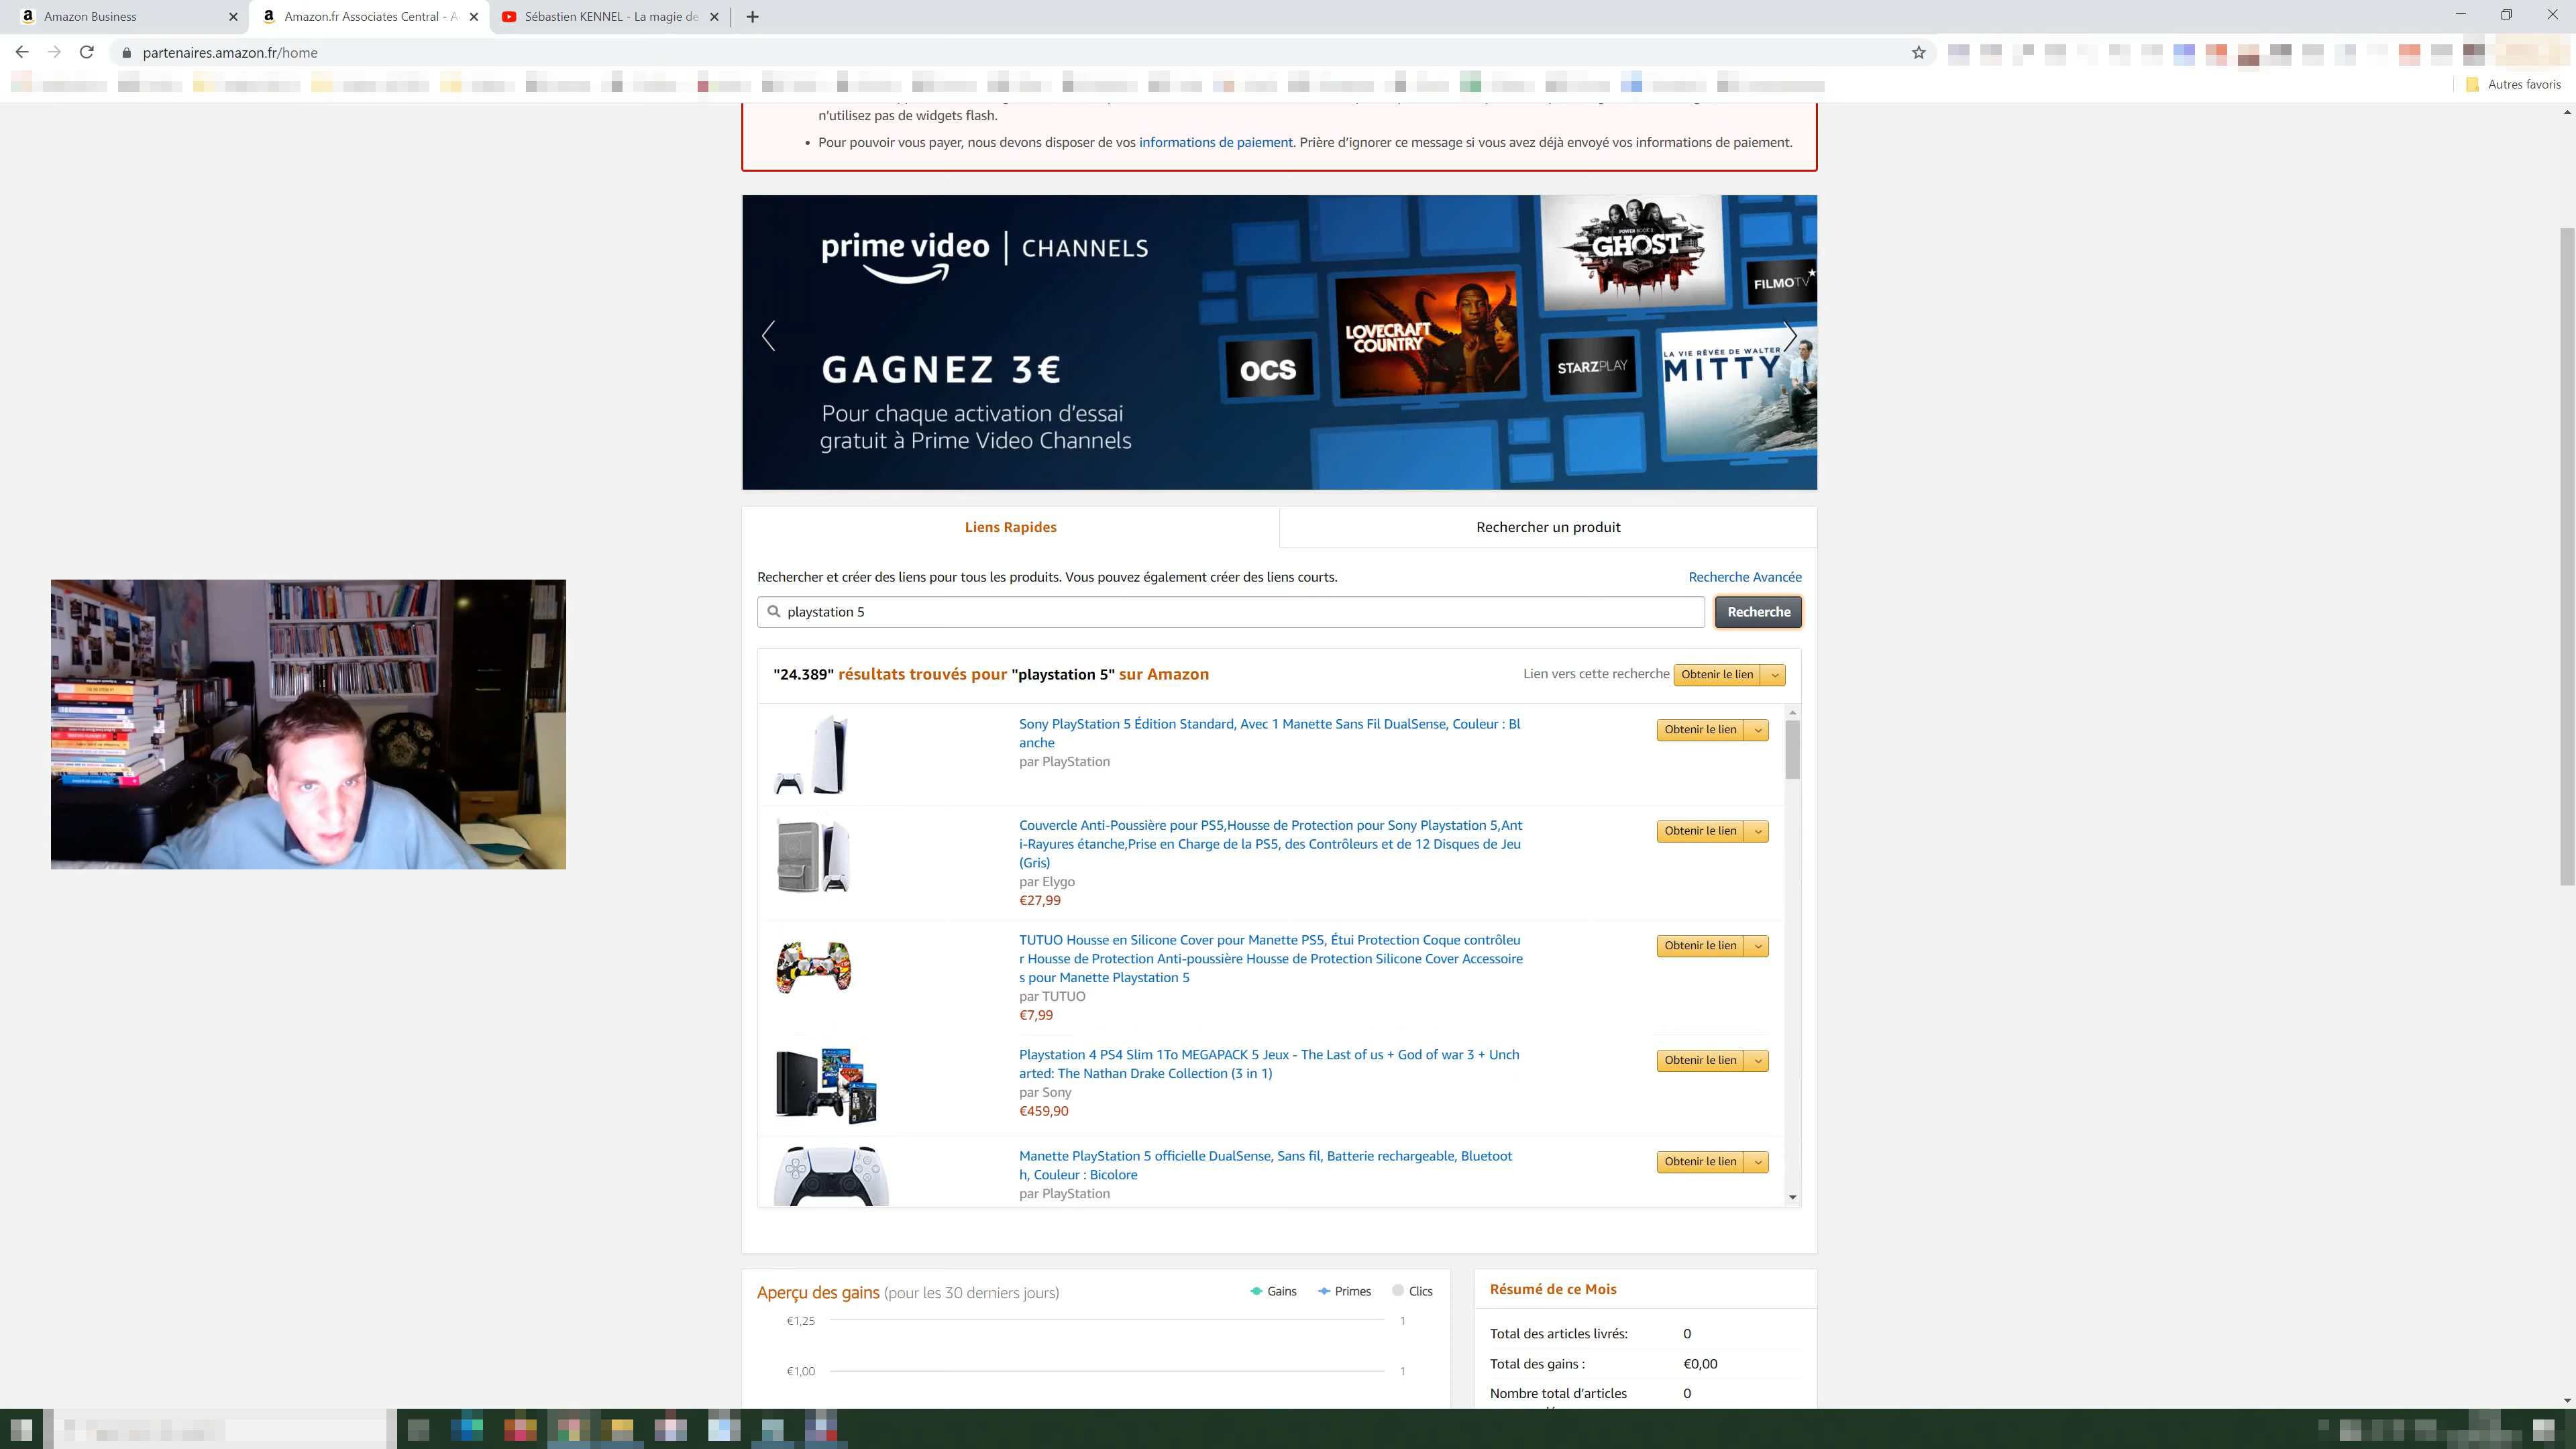 Amazon Business
Amazon.fr Associates Central - A
Sébastien KENNEL - La magie de
partenaires.amazon.fr/home
Autres favoris
n'utilisez pas de widgets flash.
• Pour pouvoir vous payer, nous devons disposer de vos informations de paiement. Prière d'ignorer ce message si vous avez déjà envoyé vos informations de paiement.
prime video | CHANNELS
GAGNEZ 3€
Pour chaque activation d'essai
gratuit à Prime Video Channels
GHOST
FILMOTV
LOVECRAFT
COUNTRY
OCS
STARZPLAY
LA VIE RÊVÉE DE WALTER
MITTY
Liens Rapides
Rechercher un produit
Rechercher et créer des liens pour tous les produits. Vous pouvez également créer des liens courts.
Recherche Avancée
playstation 5
Recherche
"24.389" résultats trouvés pour "playstation 5" sur Amazon
Lien vers cette recherche
Obtenir le lien
Sony PlayStation 5 Édition Standard, Avec 1 Manette Sans Fil DualSense, Couleur : Bl
anche
par PlayStation
Obtenir le lien
Couvercle Anti-Poussière pour PS5,Housse de Protection pour Sony Playstation 5,Ant
i-Rayures étanche,Prise en Charge de la PS5, des Contrôleurs et de 12 Disques de Jeu
(Gris)
par Elygo
€27,99
Obtenir le lien
TUTUO Housse en Silicone Cover pour Manette PS5, Étui Protection Coque contrôleu
r Housse de Protection Anti-poussière Housse de Protection Silicone Cover Accessoire
s pour Manette Playstation 5
par TUTUO
€7,99
Obtenir le lien
Playstation 4 PS4 Slim 1To MEGAPACK 5 Jeux - The Last of us + God of war 3 + Unch
arted: The Nathan Drake Collection (3 in 1)
par Sony
€459,90
Obtenir le lien
Manette PlayStation 5 officielle DualSense, Sans fil, Batterie rechargeable, Bluetoot
h, Couleur : Bicolore
par PlayStation
Obtenir le lien
Aperçu des gains (pour les 30 derniers jours)
Gains
Primes
Clics
€1,25
1
€1,00
1
Résumé de ce Mois
Total des articles livrés: 0
Total des gains : €0,00
Nombre total d'articles 0